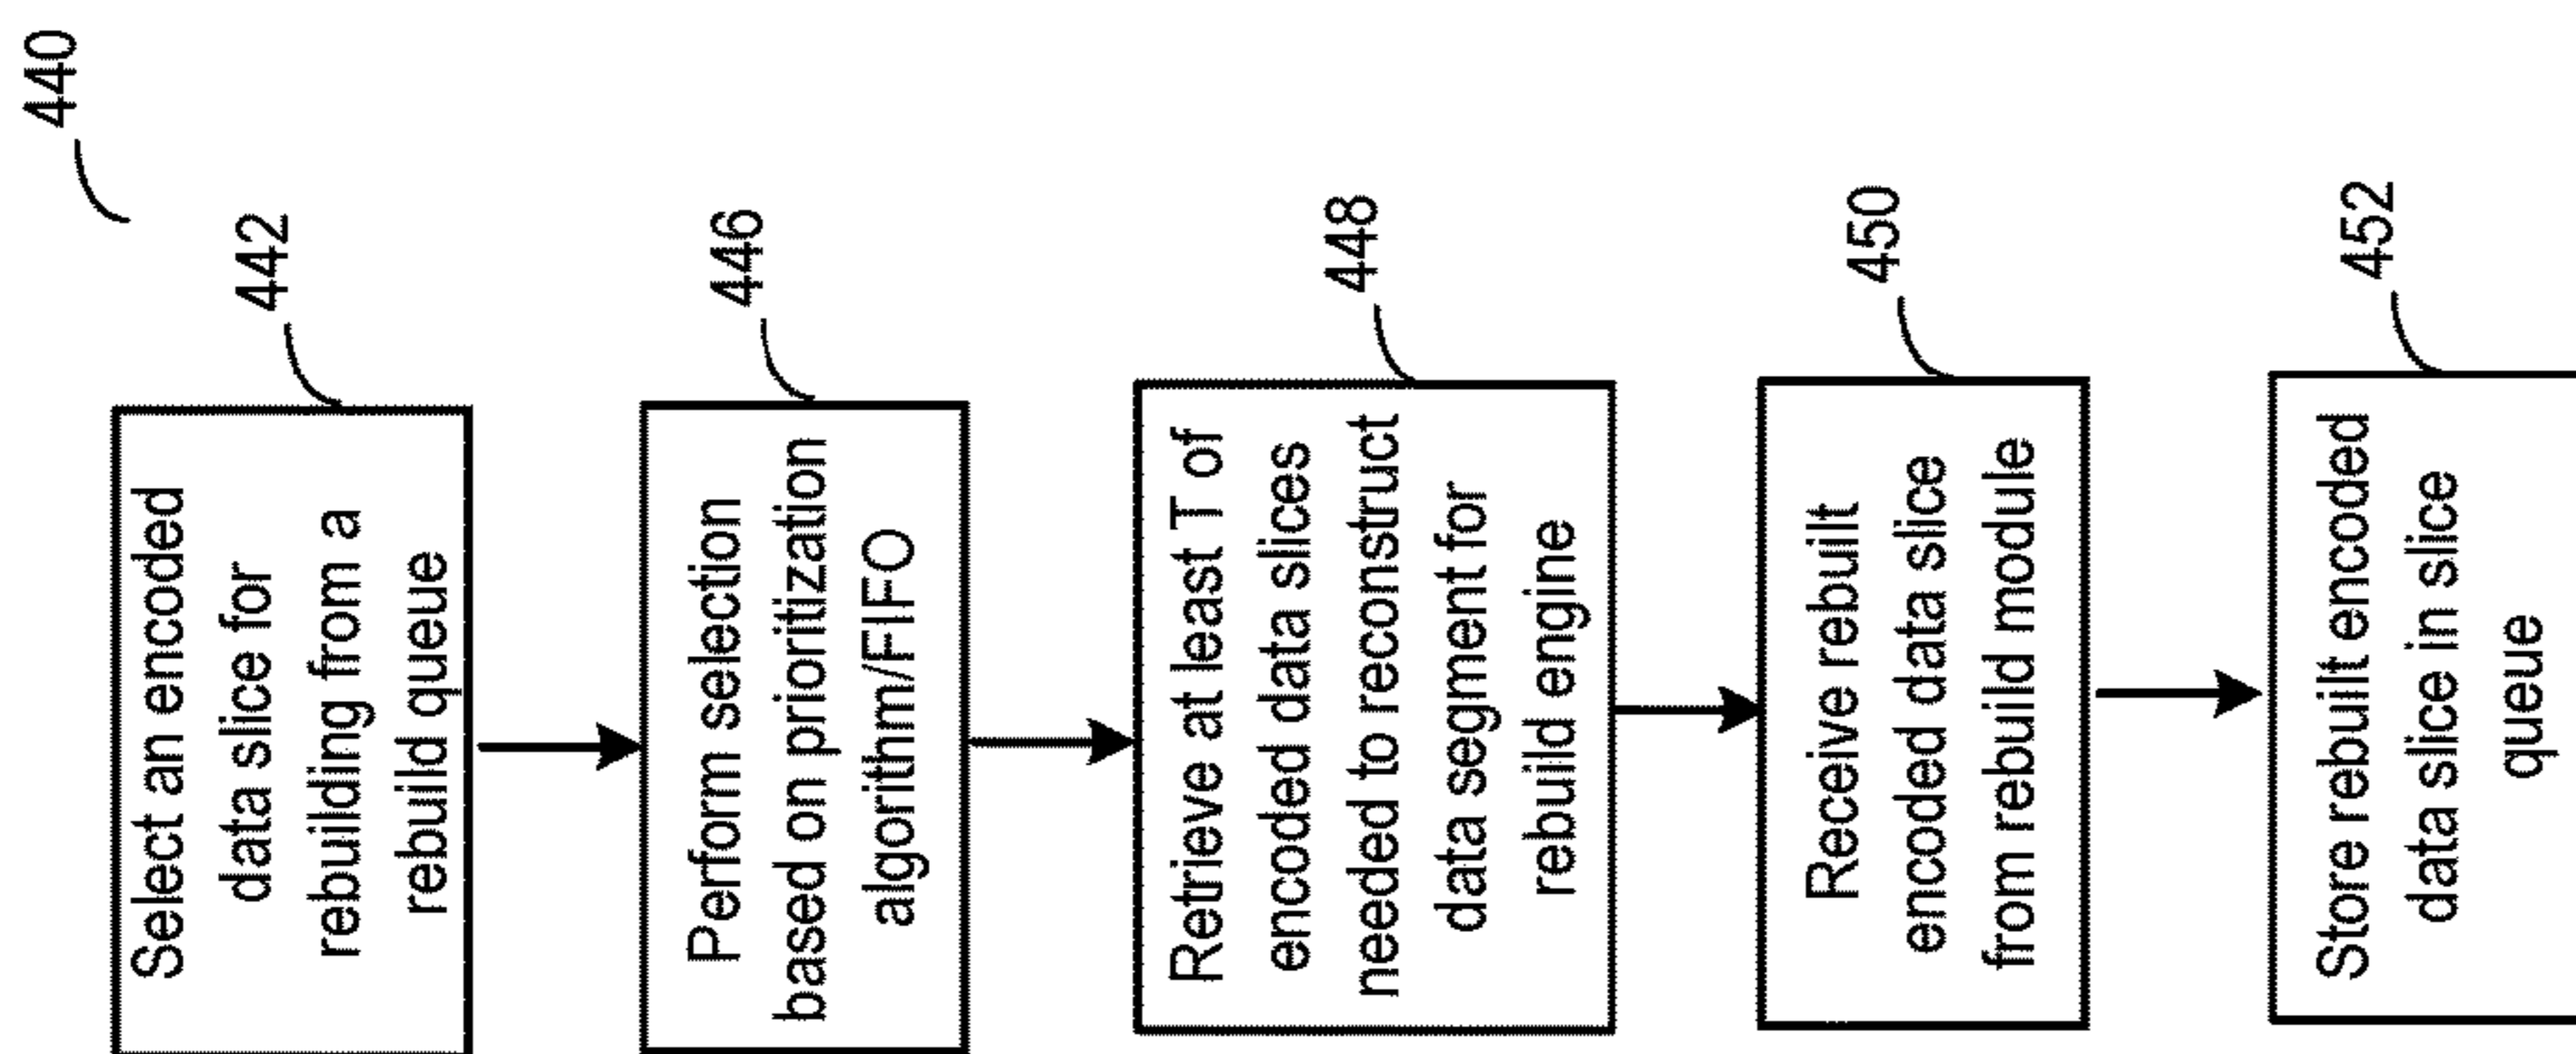 440
442
Select an encoded
data slice for
rebuilding from a
rebuild queue
446
Perform selection
based on prioritization
algorithm/FIFO
448
Retrieve at least T of
encoded data slices
needed to reconstruct
data segment for
rebuild engine
450
Receive rebuilt
encoded data slice
from rebuild module
452
Store rebuilt encoded
data slice in slice
queue